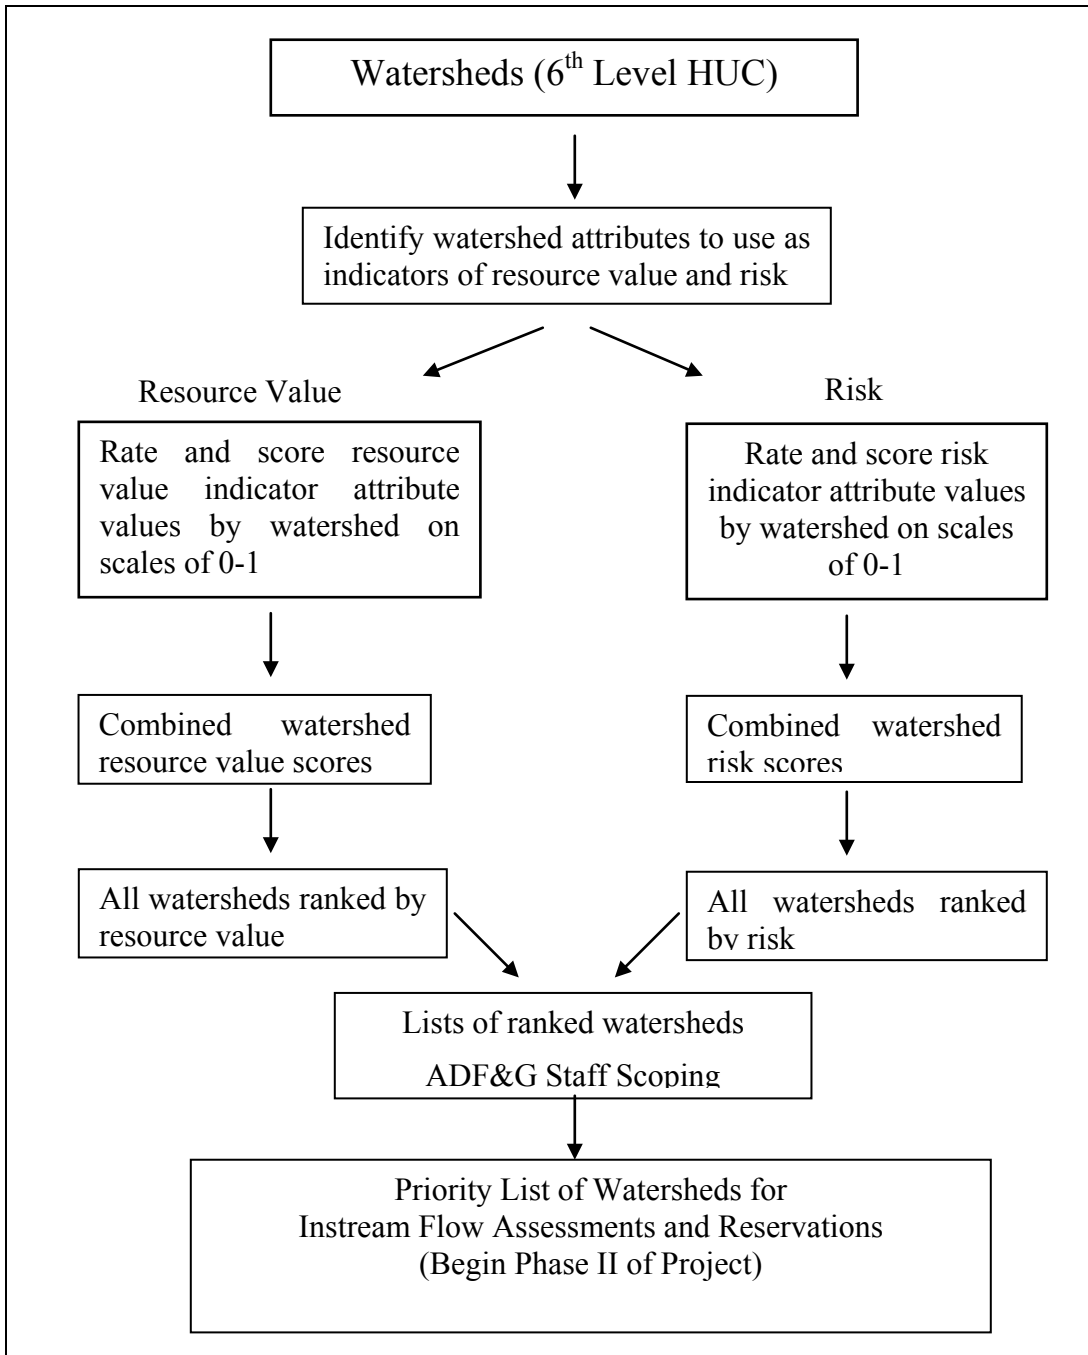 Watersheds (6th Level HUC)
Identify watershed attributes to use as
indicators of resource value and risk
Resource Value
Risk
Rate and score resource
value indicator attribute
values by watershed on
scales of 0-1
Rate and score risk
indicator attribute values
by watershed on scales
of 0-1
Combined watershed
resource value scores
Combined watershed
risk scores
All watersheds ranked by
resource value
All watersheds ranked
by risk
Lists of ranked watersheds
ADF&G Staff Scoping
Priority List of Watersheds for
Instream Flow Assessments and Reservations
(Begin Phase II of Project)